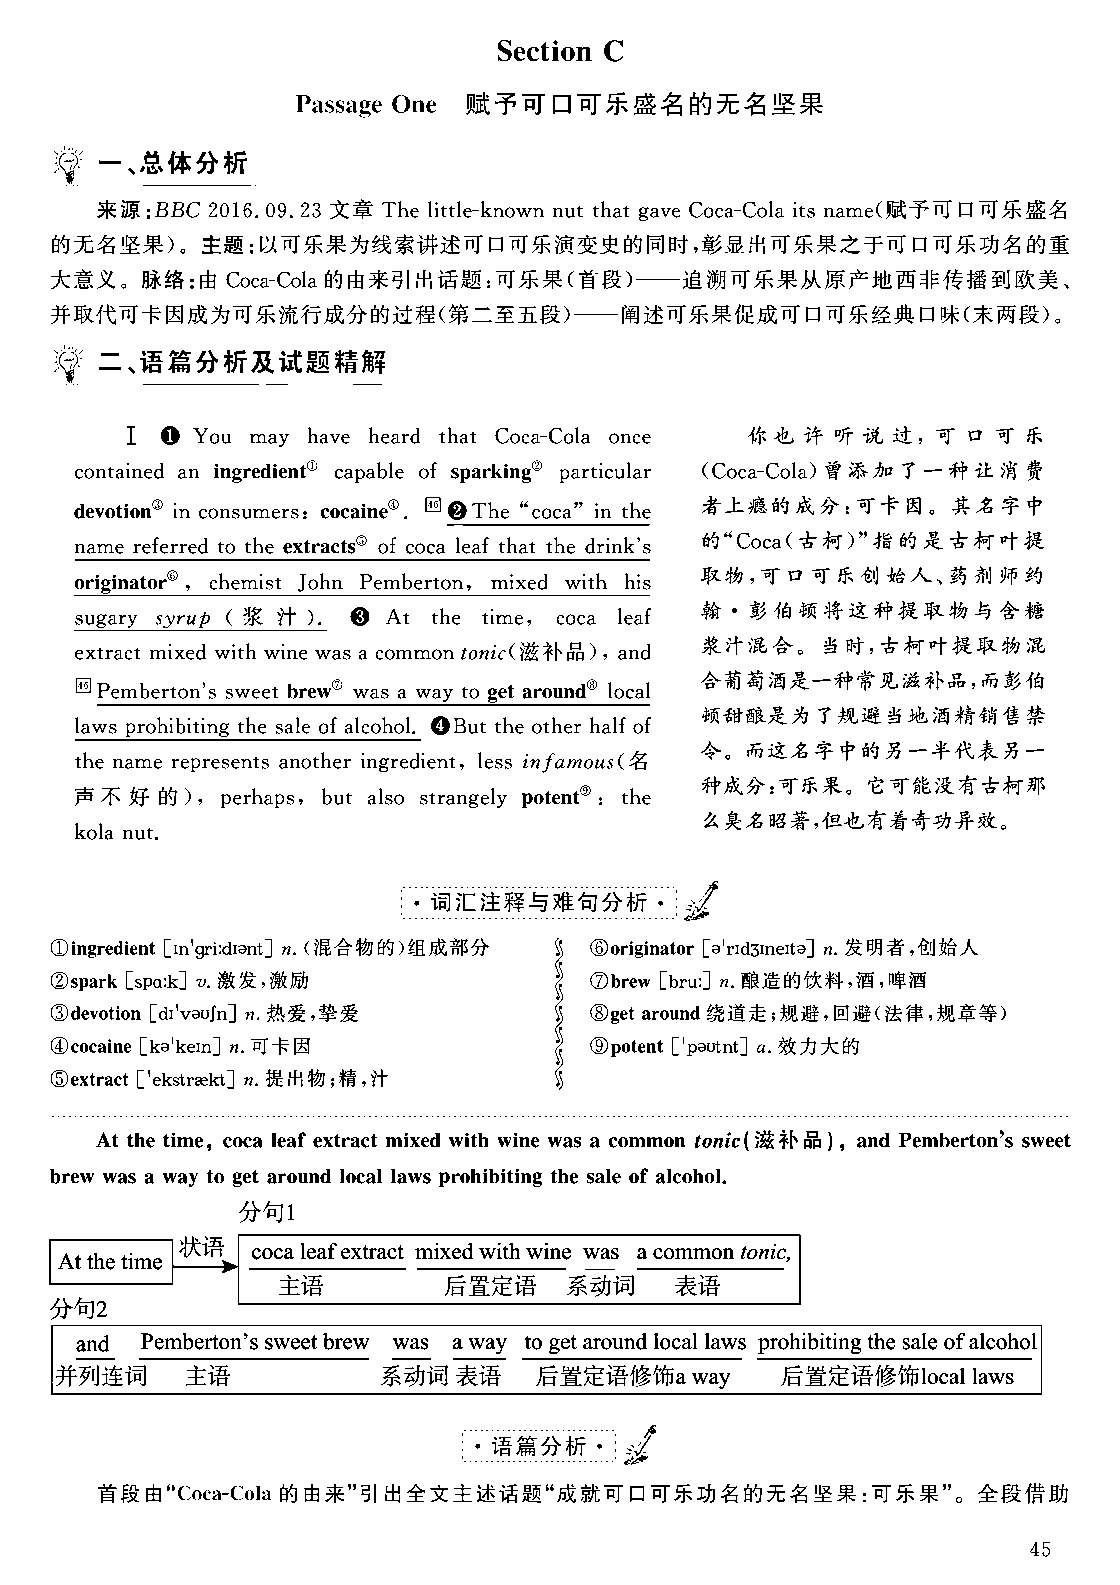 Section C
Passage One 赋予可口可乐盛名的无名坚果
一、总体分析
来源:BBC 2016.09.23 文章 The little-known nut that gave Coca-Cola its name(赋予可口可乐盛名
的无名坚果)。主题:以可乐果为线索讲述可口可乐演变史的同时,彰显出可乐果之于可口可乐功名的重
大意义。脉络:由 Coca-Cola 的由来引出话题:可乐果(首段)——追溯可乐果从原产地西非传播到欧美、
并取代可卡因成为可乐流行成分的过程(第二至五段)——阐述可乐果促成可口可乐经典口味(末两段)。
二、语篇分析及试题精解
Ⅰ ❶ You may have heard that Coca-Cola once
contained an ingredient① capable of sparking② particular
devotion③ in consumers: cocaine④. [46]❷The “coca” in the
name referred to the extracts⑤ of coca leaf that the drink's
originator⑥, chemist John Pemberton, mixed with his
sugary syrup (浆汁). ❸ At the time, coca leaf
extract mixed with wine was a common tonic(滋补品), and
[46]Pemberton's sweet brew⑦ was a way to get around⑧ local
laws prohibiting the sale of alcohol. ❹But the other half of
the name represents another ingredient, less infamous(名
声不好的), perhaps, but also strangely potent⑨: the
kola nut.
你也许听说过,可口可乐
(Coca-Cola)曾添加了一种让消费
者上瘾的成分:可卡因。其名字中
的“Coca(古柯)”指的是古柯叶提
取物,可口可乐创始人、药剂师约
翰·彭伯顿将这种提取物与含糖
浆汁混合。当时,古柯叶提取物混
合葡萄酒是一种常见滋补品,而彭伯
顿甜酿是为了规避当地酒精销售禁
令。而这名字中的另一半代表另一
种成分:可乐果。它可能没有古柯那
么臭名昭著,但也有着奇功异效。
·词汇注释与难句分析·
①ingredient [ɪnˈɡriːdɪənt] n. (混合物的)组成部分
②spark [spɑːk] v. 激发,激励
③devotion [dɪˈvəʊʃn] n. 热爱,挚爱
④cocaine [kəˈkeɪn] n. 可卡因
⑤extract [ˈekstrækt] n. 提出物;精,汁
⑥originator [əˈrɪdʒɪneɪtə] n. 发明者,创始人
⑦brew [bruː] n. 酿造的饮料,酒,啤酒
⑧get around 绕道走;规避,回避(法律,规章等)
⑨potent [ˈpəʊtnt] a. 效力大的
At the time, coca leaf extract mixed with wine was a common tonic(滋补品), and Pemberton's sweet
brew was a way to get around local laws prohibiting the sale of alcohol.
分句1
At the time 状语 coca leaf extract mixed with wine was a common tonic,
主语 后置定语 系动词 表语
分句2
and Pemberton's sweet brew was a way to get around local laws prohibiting the sale of alcohol
并列连词 主语 系动词 表语 后置定语修饰a way 后置定语修饰local laws
·语篇分析·
首段由“Coca-Cola 的由来”引出全文主述话题“成就可口可乐功名的无名坚果:可乐果”。全段借助
45